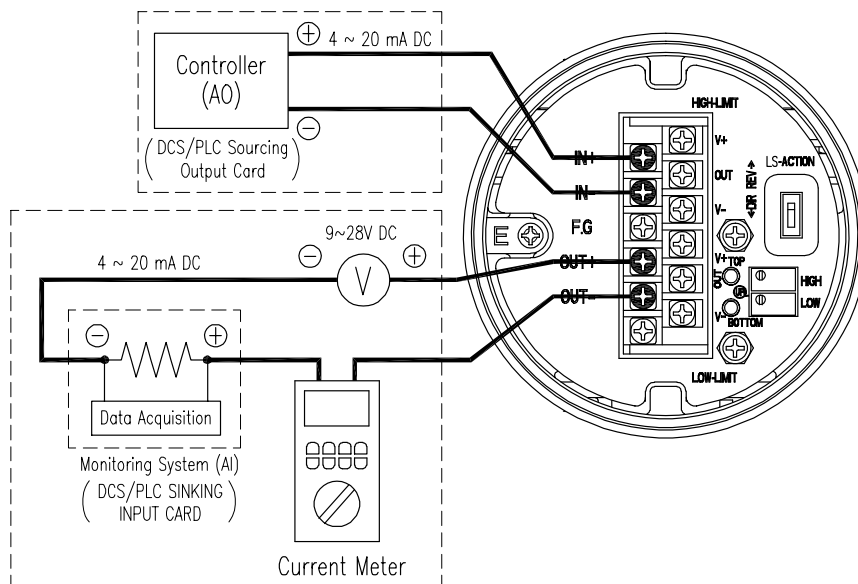 ⊕ 4 ~ 20 mA DC
Controller
(AO)
⊖
( DCS/PLC Sourcing
Output Card )
9~28V DC
⊖ V ⊕
4 ~ 20 mA DC
⊖ ⊕
Data Acquisition
Monitoring System (AI)
( DCS/PLC SINKING
INPUT CARD )
Current Meter
HIGH-LIMIT
IN+
IN-
F.G
E
OUT+
OUT-
V+
OUT
V-
V+
OUT
V-
LS-ACTION
◄DIR REV►
TOP
BOTTOM
HIGH
LOW
LOW-LIMIT